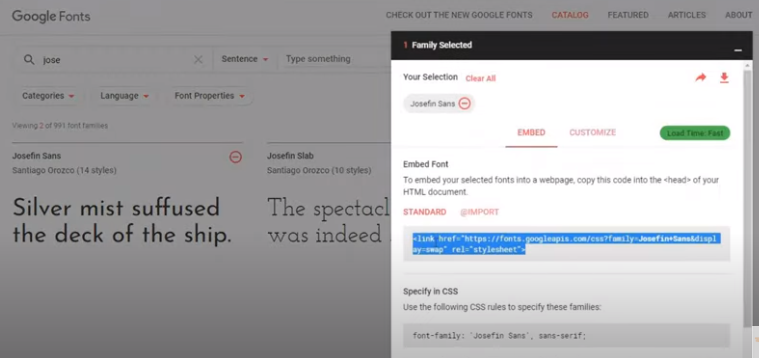 Google Fonts
CHECK OUT THE NEW GOOGLE FONTS CATALOG FEATURED ARTICLES ABOUT
jose
Sentence
Type something
Categories
Language
Font Properties
Viewing 2 of 991 font families
Josefin Sans
Santiago Orozco (14 styles)
Silver mist suffused
the deck of the ship.
Josefin Slab
Santiago Orozco (10 styles)
The spectacl
was indeed
1 Family Selected
Your Selection Clear All
Josefin Sans
EMBED CUSTOMIZE
Load Time: Fast
Embed Font
To embed your selected fonts into a webpage, copy this code into the <head> of your
HTML document.
STANDARD @IMPORT
<link href="https://fonts.googleapis.com/css?family=Josefin+Sans&displ
ay=swap" rel="stylesheet">
Specify in CSS
Use the following CSS rules to specify these families:
font-family: 'Josefin Sans', sans-serif;